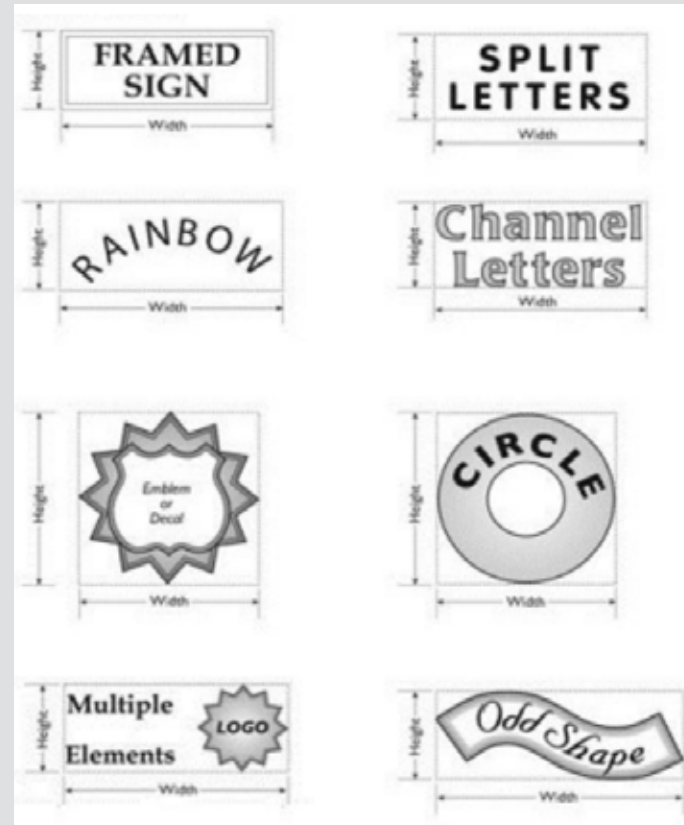 Height
FRAMED
SIGN
Width
Height
SPLIT
LETTERS
Width
Height
RAINBOW
Width
Height
Channel
Letters
Width
Height
Emblem
or
Decal
Width
Height
CIRCLE
Width
Height
Multiple
Elements
LOGO
Width
Height
Odd Shape
Width